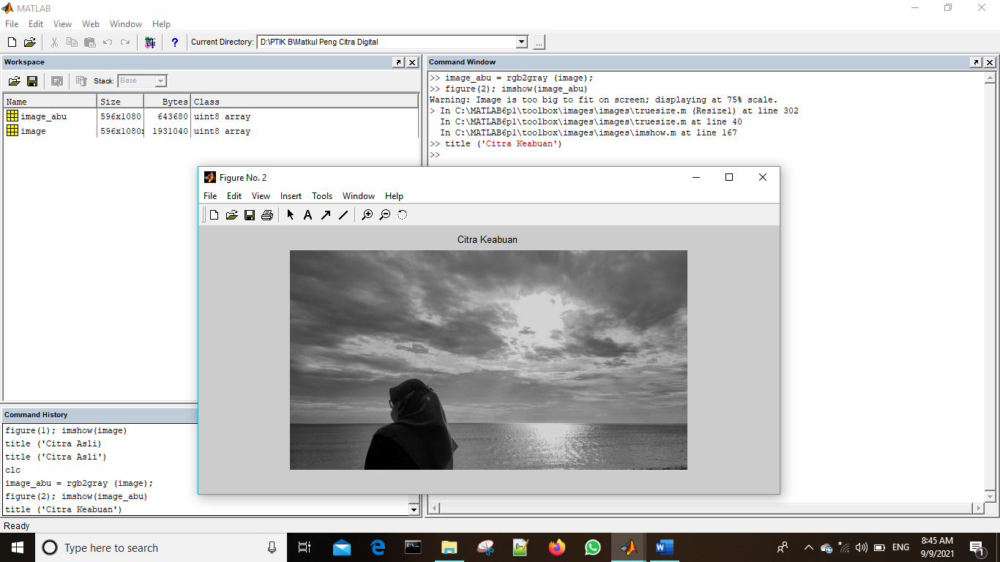 MATLAB
File Edit View Web Window Help
Current Directory: D:\PTIK B\Matkul Peng Citra Digital ...
Workspace
Stack: Base
Name Size Bytes Class
image_abu 596x1080 643680 uint8 array
image 596x1080 1931040 uint8 array
Command Window
>> image_abu = rgb2gray (image);
>> figure(2); imshow(image_abu)
Warning: Image is too big to fit on screen; displaying at 75% scale.
> In C:\MATLAB6p1\toolbox\images\images\truesize.m (Resize1) at line 302
In C:\MATLAB6p1\toolbox\images\images\truesize.m at line 40
In C:\MATLAB6p1\toolbox\images\images\imshow.m at line 167
>> title ('Citra Keabuan')
>>
Figure No. 2
File Edit View Insert Tools Window Help
Citra Keabuan
Command History
figure(1); imshow(image)
title ('Citra Asli)
title ('Citra Asli')
clc
image_abu = rgb2gray (image);
figure(2); imshow(image_abu)
title ('Citra Keabuan')
Ready
Type here to search
ENG
8:45 AM
9/9/2021
1